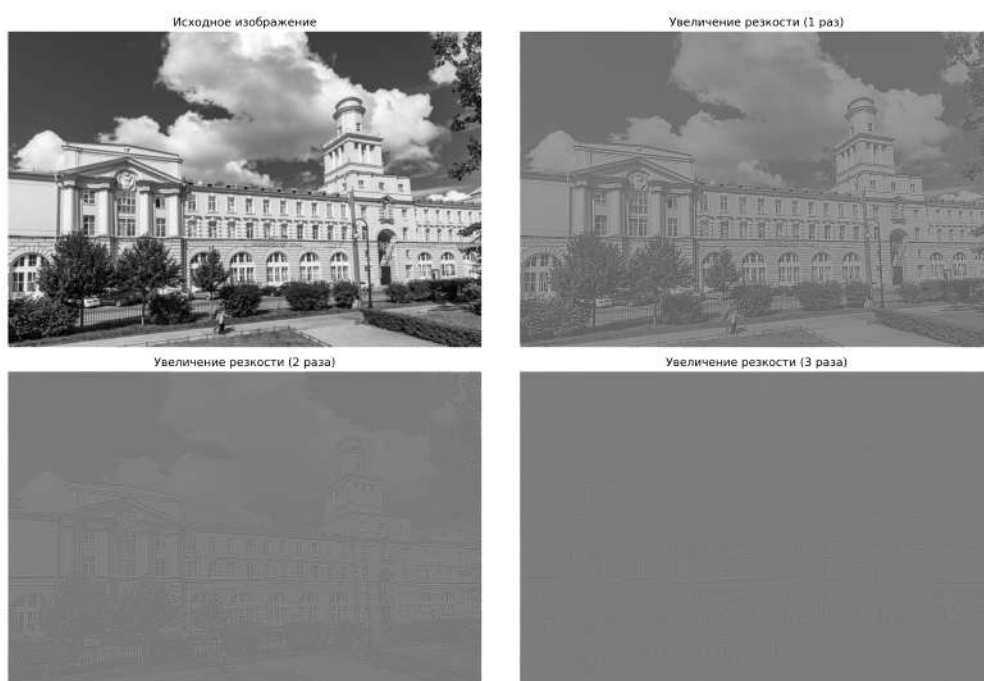 Исходное изображение
Увеличение резкости (1 раз)
Увеличение резкости (2 раза)
Увеличение резкости (3 раза)